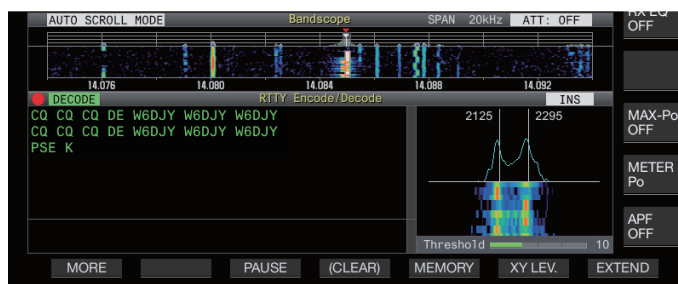 AUTO SCROLL MODE Bandscope SPAN 20kHz ATT: OFF
RX EQ
OFF
14.076 14.080 14.084 14.088 14.092
DECODE RTTY Encode/Decode INS
CQ CQ CQ DE W6DJY W6DJY W6DJY
CQ CQ CQ DE W6DJY W6DJY W6DJY
PSE K
2125 2295
MAX-Po
OFF
METER
Po
APF
OFF
Threshold 10
MORE PAUSE (CLEAR) MEMORY XY LEV. EXTEND